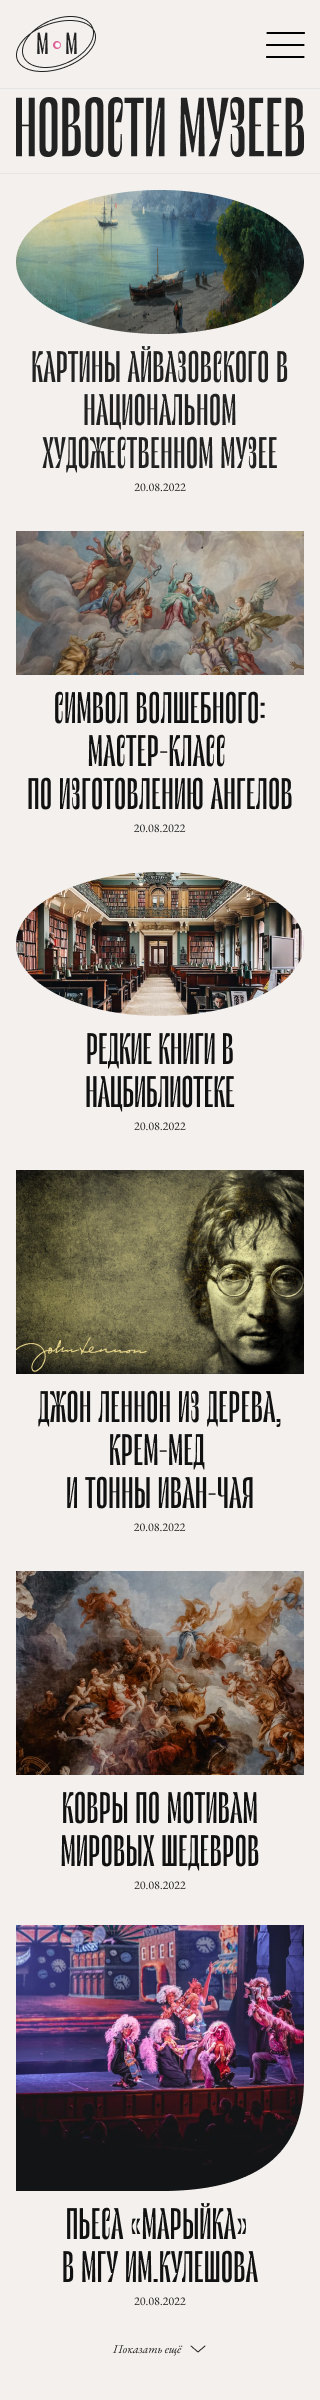 М М
НОВОСТИ МУЗЕЕВ
КАРТИНЫ АЙВАЗОВСКОГО В
НАЦИОНАЛЬНОМ
ХУДОЖЕСТВЕННОМ МУЗЕЕ
20.08.2022
СИМВОЛ ВОЛШЕБНОГО:
МАСТЕР-КЛАСС
ПО ИЗГОТОВЛЕНИЮ АНГЕЛОВ
20.08.2022
РЕДКИЕ КНИГИ В
НАЦБИБЛИОТЕКЕ
20.08.2022
John Lennon
ДЖОН ЛЕННОН ИЗ ДЕРЕВА,
КРЕМ-МЕД
И ТОННЫ ИВАН-ЧАЯ
20.08.2022
КОВРЫ ПО МОТИВАМ
МИРОВЫХ ШЕДЕВРОВ
20.08.2022
ПЬЕСА «МАРЫЙКА»
В МГУ ИМ.КУЛЕШОВА
20.08.2022
Показать ещё